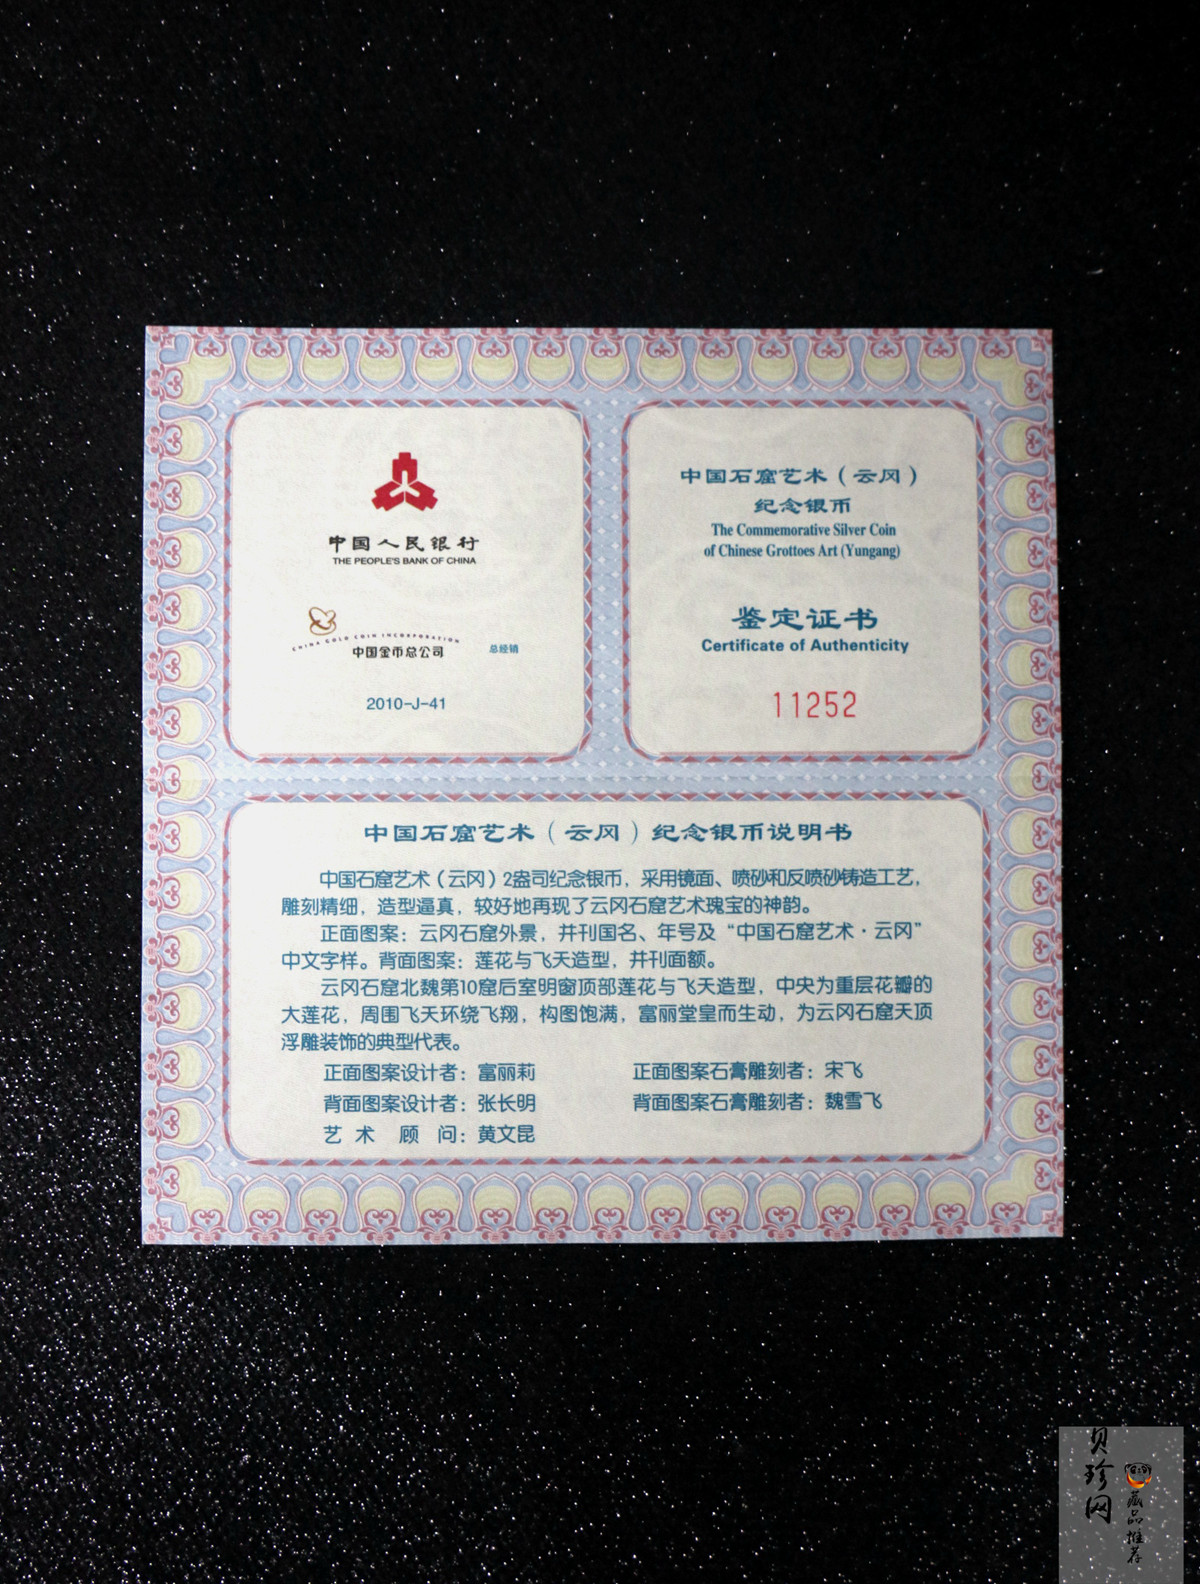 中国人民银行
THE PEOPLE'S BANK OF CHINA
CHINA GOLD COIN INCORPORATION
中国金币总公司 总经销
2010-J-41
中国石窟艺术（云冈）
纪念银币
The Commemorative Silver Coin
of Chinese Grottoes Art (Yungang)
鉴定证书
Certificate of Authenticity
11252
中国石窟艺术（云冈）纪念银币说明书
中国石窟艺术（云冈）2盎司纪念银币，采用镜面、喷砂和反喷砂铸造工艺，
雕刻精细，造型逼真，较好地再现了云冈石窟艺术瑰宝的神韵。
正面图案：云冈石窟外景，并刊国名、年号及“中国石窟艺术·云冈”
中文字样。背面图案：莲花与飞天造型，并刊面额。
云冈石窟北魏第10窟后室明窗顶部莲花与飞天造型，中央为重层花瓣的
大莲花，周围飞天环绕飞翔，构图饱满，富丽堂皇而生动，为云冈石窟天顶
浮雕装饰的典型代表。
正面图案设计者：富丽莉 正面图案石膏雕刻者：宋飞
背面图案设计者：张长明 背面图案石膏雕刻者：魏雪飞
艺术顾问：黄文昆
贝珍网
藏品推荐